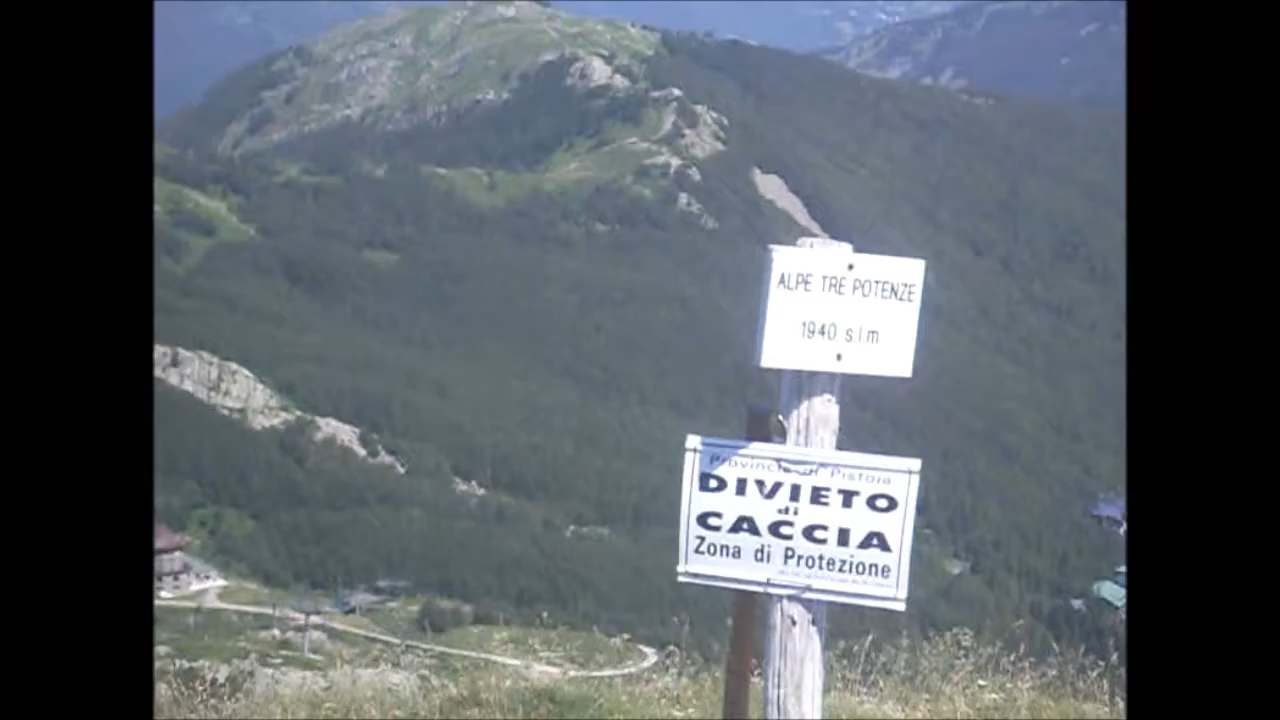 ALPE TRE POTENZE
1940 s.l.m
Provincia di Pistoia
DIVIETO
di
CACCIA
Zona di Protezione